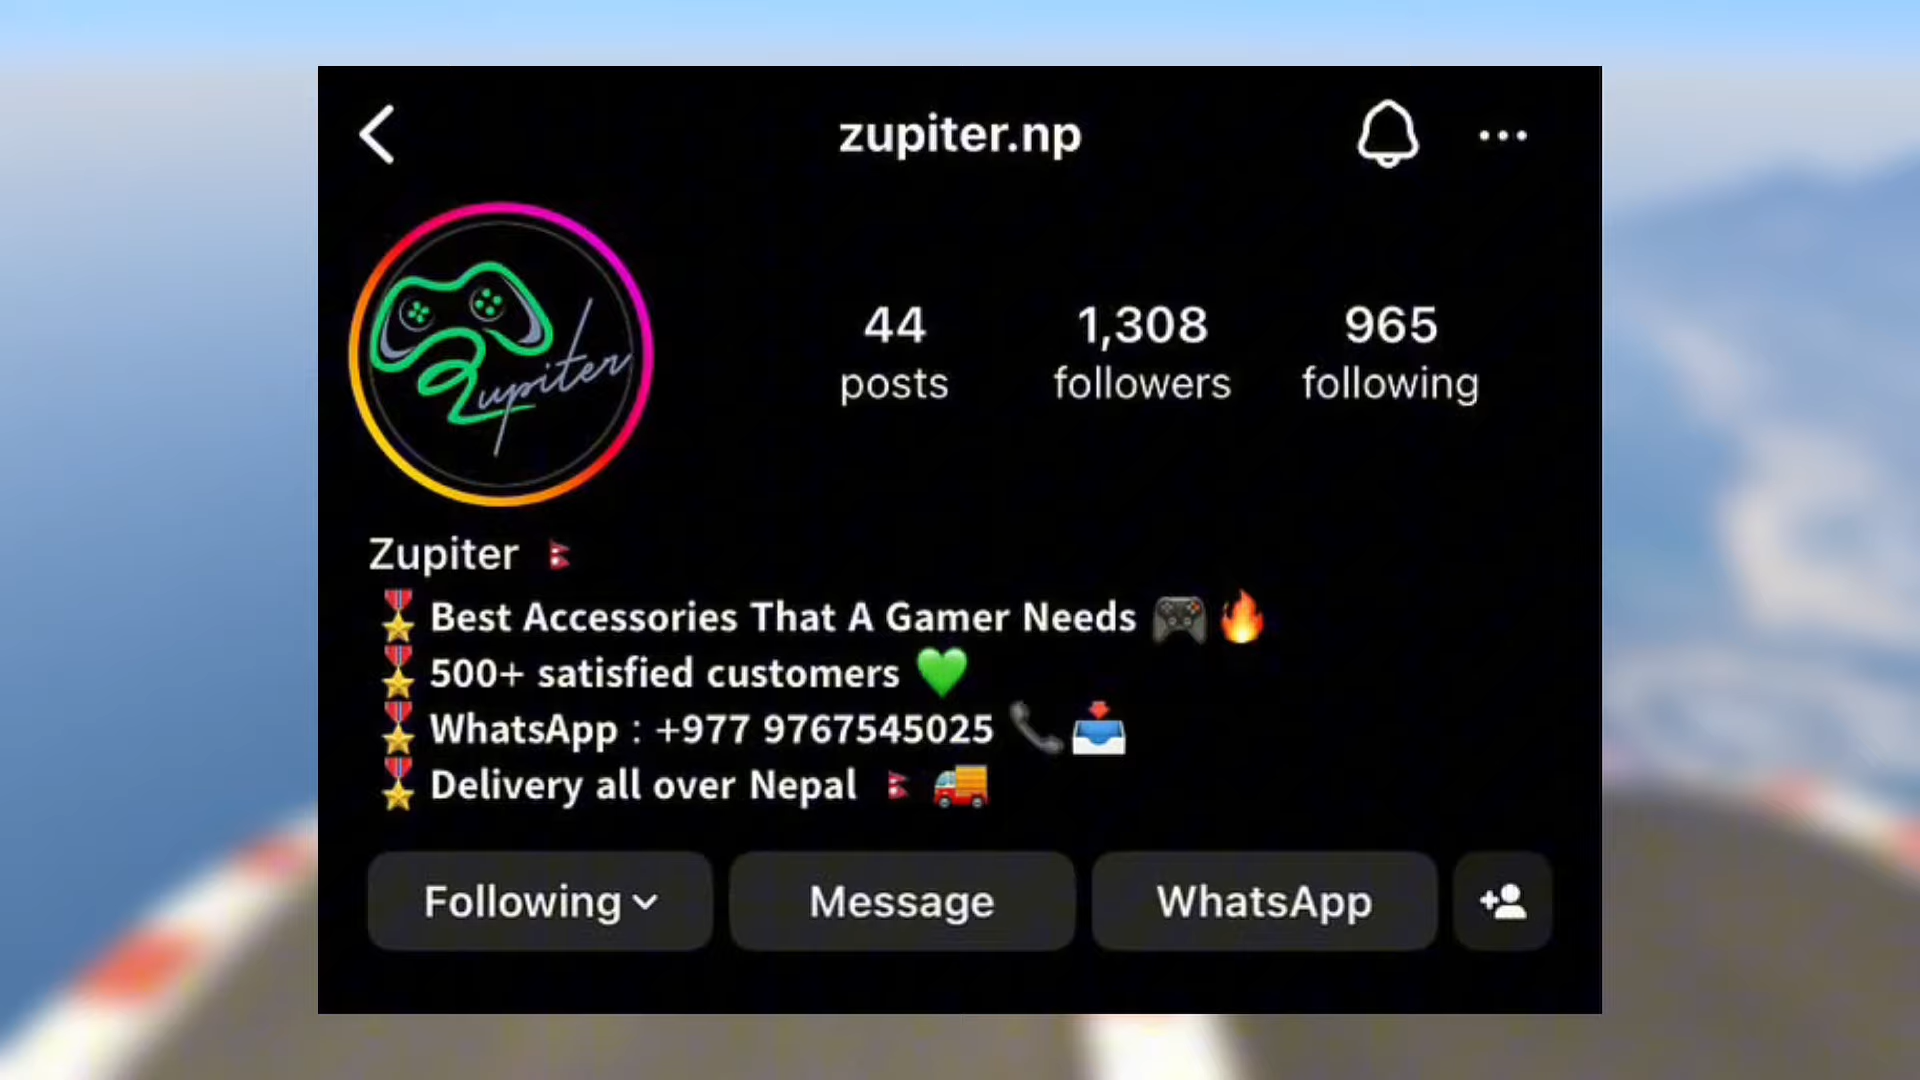 zupiter.np
Zupiter
44 1,308 965
posts followers following
Zupiter 🇳🇵
🎖️ Best Accessories That A Gamer Needs 🎮🔥
🎖️ 500+ satisfied customers 💚
🎖️ WhatsApp : +977 9767545025 📞📥
🎖️ Delivery all over Nepal 🇳🇵 🚚
Following Message WhatsApp